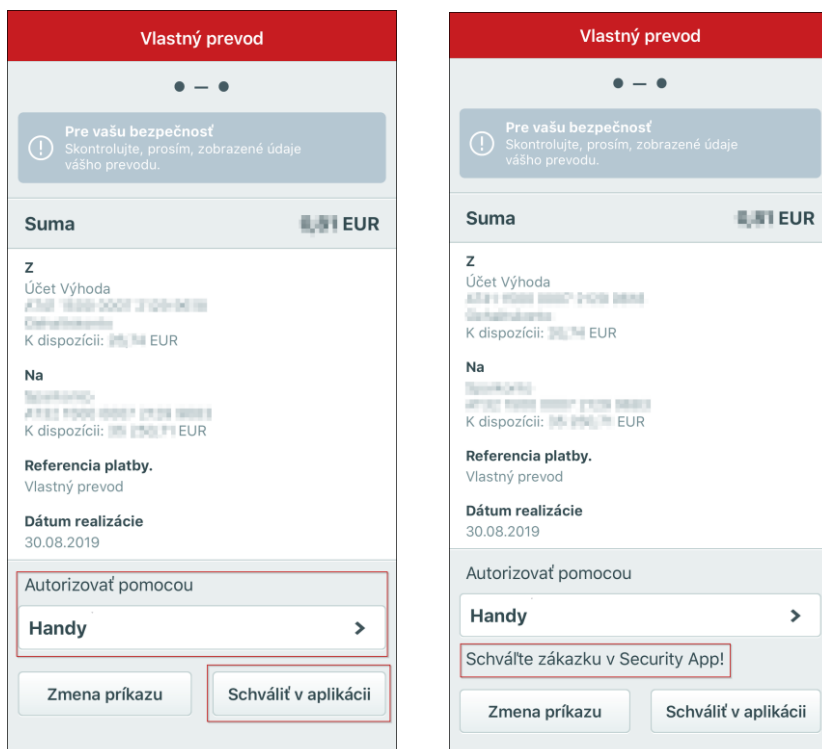 Vlastný prevod
Pre vašu bezpečnosť
Skontrolujte, prosím, zobrazené údaje
vášho prevodu.
Suma EUR
Z
Účet Výhoda
K dispozícii: EUR
Na
K dispozícii: EUR
Referencia platby.
Vlastný prevod
Dátum realizácie
30.08.2019
Autorizovať pomocou
Handy
Zmena príkazu
Schváliť v aplikácii
Vlastný prevod
Pre vašu bezpečnosť
Skontrolujte, prosím, zobrazené údaje
vášho prevodu.
Suma EUR
Z
Účet Výhoda
K dispozícii: EUR
Na
K dispozícii: EUR
Referencia platby.
Vlastný prevod
Dátum realizácie
30.08.2019
Autorizovať pomocou
Handy
Schváľte zákazku v Security App!
Zmena príkazu
Schváliť v aplikácii